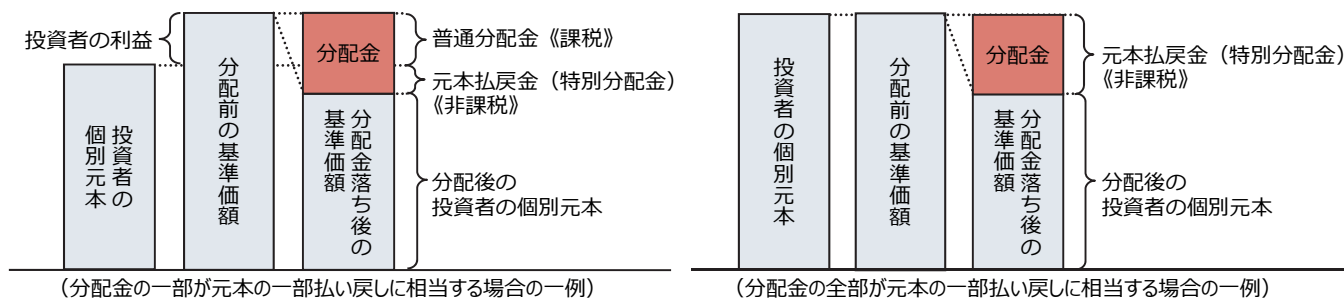 投資者の利益
投資者の
個別元本
分配前の基準価額
分配金
分配金落ち後の
基準価額
普通分配金《課税》
元本払戻金（特別分配金）
《非課税》
分配後の
投資者の個別元本
（分配金の一部が元本の一部払い戻しに相当する場合の一例）
投資者の個別元本
分配前の基準価額
分配金
分配金落ち後の
基準価額
元本払戻金（特別分配金）
《非課税》
分配後の
投資者の個別元本
（分配金の全部が元本の一部払い戻しに相当する場合の一例）